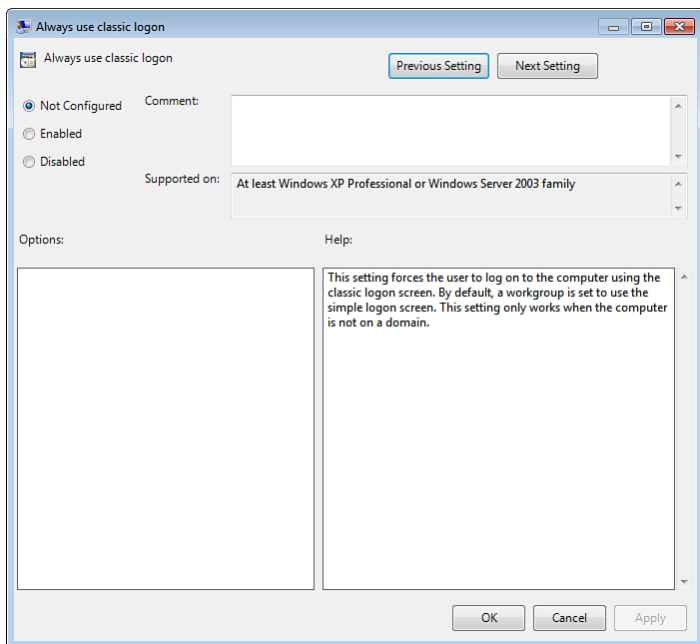 Always use classic logon
Always use classic logon
Previous Setting
Next Setting
Not Configured
Comment:
Enabled
Disabled
Supported on:
At least Windows XP Professional or Windows Server 2003 family
Options:
Help:
This setting forces the user to log on to the computer using the
classic logon screen. By default, a workgroup is set to use the
simple logon screen. This setting only works when the computer
is not on a domain.
OK
Cancel
Apply